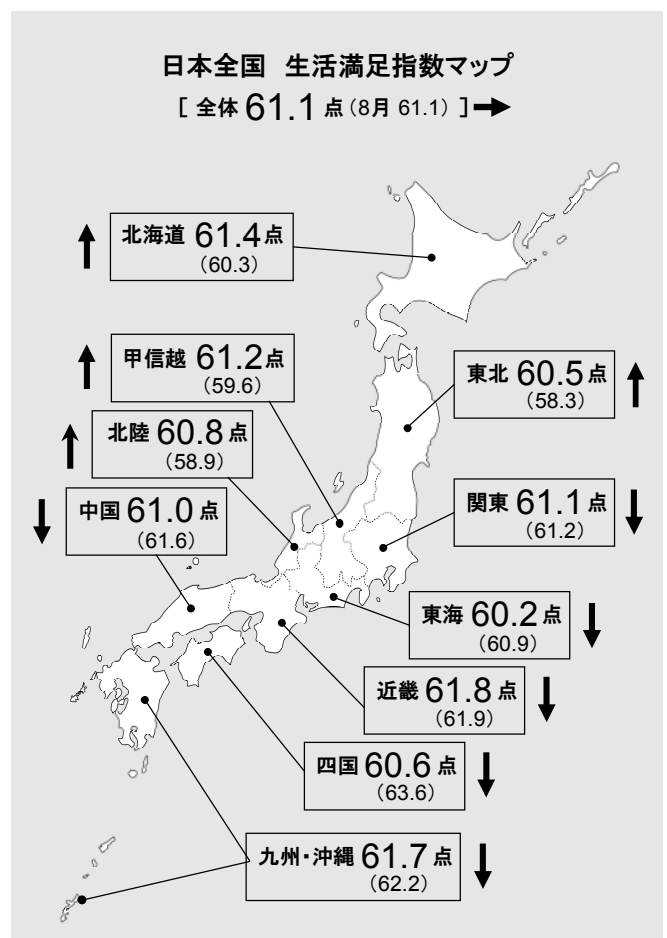 日本全国 生活満足指数マップ
[ 全体 61.1 点 (8月 61.1) ] ➡
↑ 北海道 61.4点
(60.3)
↑ 甲信越 61.2点
(59.6)
東北 60.5点 ↑
(58.3)
↑ 北陸 60.8点
(58.9)
関東 61.1点 ↓
(61.2)
↓ 中国 61.0点
(61.6)
東海 60.2点 ↓
(60.9)
近畿 61.8点 ↓
(61.9)
四国 60.6点 ↓
(63.6)
九州・沖縄 61.7点 ↓
(62.2)